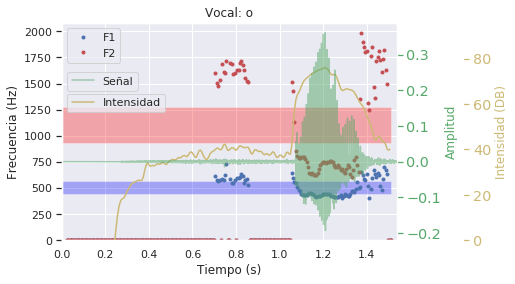 Vocal: o
F1
F2
Señal
Intensidad
Frecuencia (Hz)
2000
1750
1500
1250
1000
750
500
250
0
0.0 0.2 0.4 0.6 0.8 1.0 1.2 1.4
Tiempo (s)
0.3
0.2
0.1
0.0
−0.1
−0.2
Amplitud
80
60
40
20
0
Intensidad (DB)